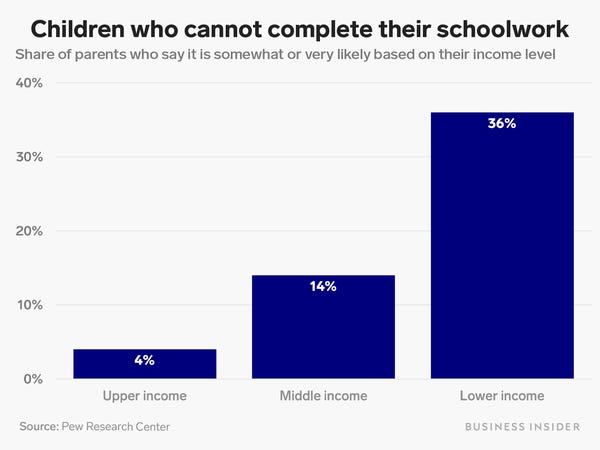 Children who cannot complete their schoolwork
Share of parents who say it is somewhat or very likely based on their income level
40%
30%
20%
10%
0%
4%
14%
36%
Upper income
Middle income
Lower income
Source: Pew Research Center
BUSINESS INSIDER